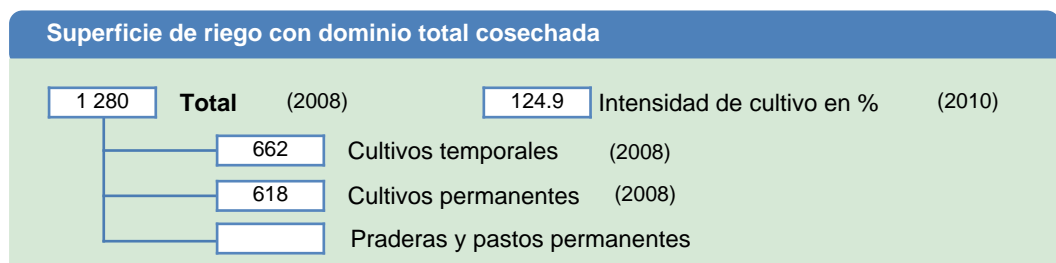 Superficie de riego con dominio total cosechada
1 280 Total (2008) 124.9 Intensidad de cultivo en % (2010)
662 Cultivos temporales (2008)
618 Cultivos permanentes (2008)
Praderas y pastos permanentes